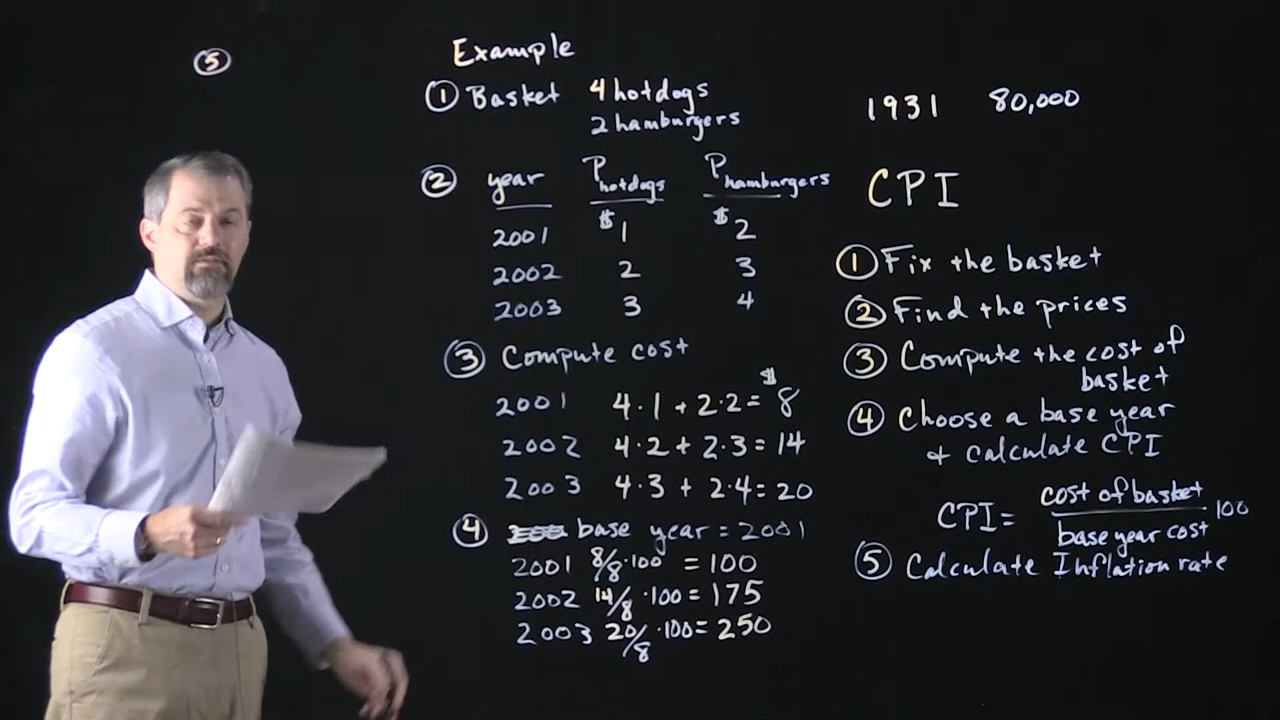 ⑤
Example
① Basket 4 hotdogs
2 hamburgers
② year P hotdogs P hamburgers
2001 $1 $2
2002 2 3
2003 3 4
③ Compute cost
2001 4·1 + 2·2 = $8
2002 4·2 + 2·3 = 14
2003 4·3 + 2·4 = 20
④ base year = 2001
2001 8/8 ·100 = 100
2002 14/8 ·100 = 175
2003 20/8 ·100 = 250
1931 80,000
CPI
① Fix the basket
② Find the prices
③ Compute the cost of
basket
④ Choose a base year
+ calculate CPI
CPI = cost of basket / base year cost ·100
⑤ Calculate Inflation rate